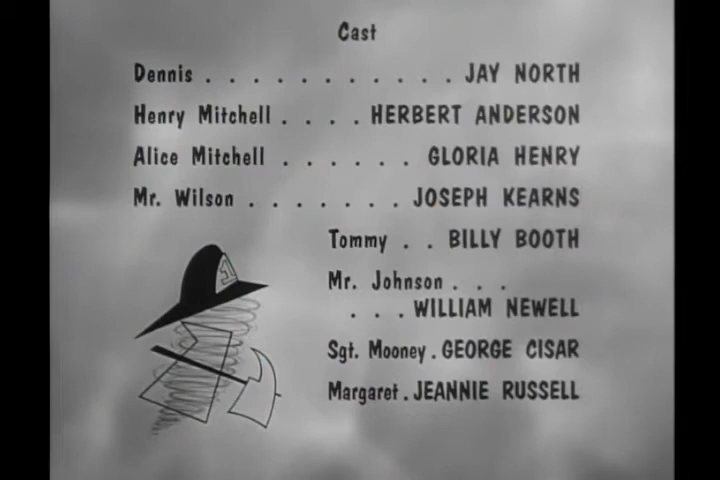 Cast
Dennis . . . . . . . . . . . JAY NORTH
Henry Mitchell . . . . HERBERT ANDERSON
Alice Mitchell . . . . . . GLORIA HENRY
Mr. Wilson . . . . . . . JOSEPH KEARNS
Tommy . . BILLY BOOTH
Mr. Johnson . . .
. . . WILLIAM NEWELL
Sgt. Mooney . GEORGE CISAR
Margaret . JEANNIE RUSSELL
1